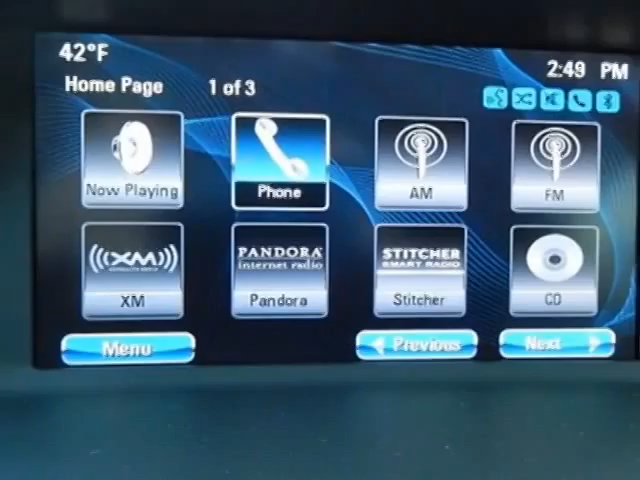 42°F
2:49 PM
Home Page 1 of 3
Now Playing
Phone
AM
FM
XM
PANDORA
internet radio
STITCHER
SMART RADIO
XM
Pandora
Stitcher
CD
Menu
Previous
Next